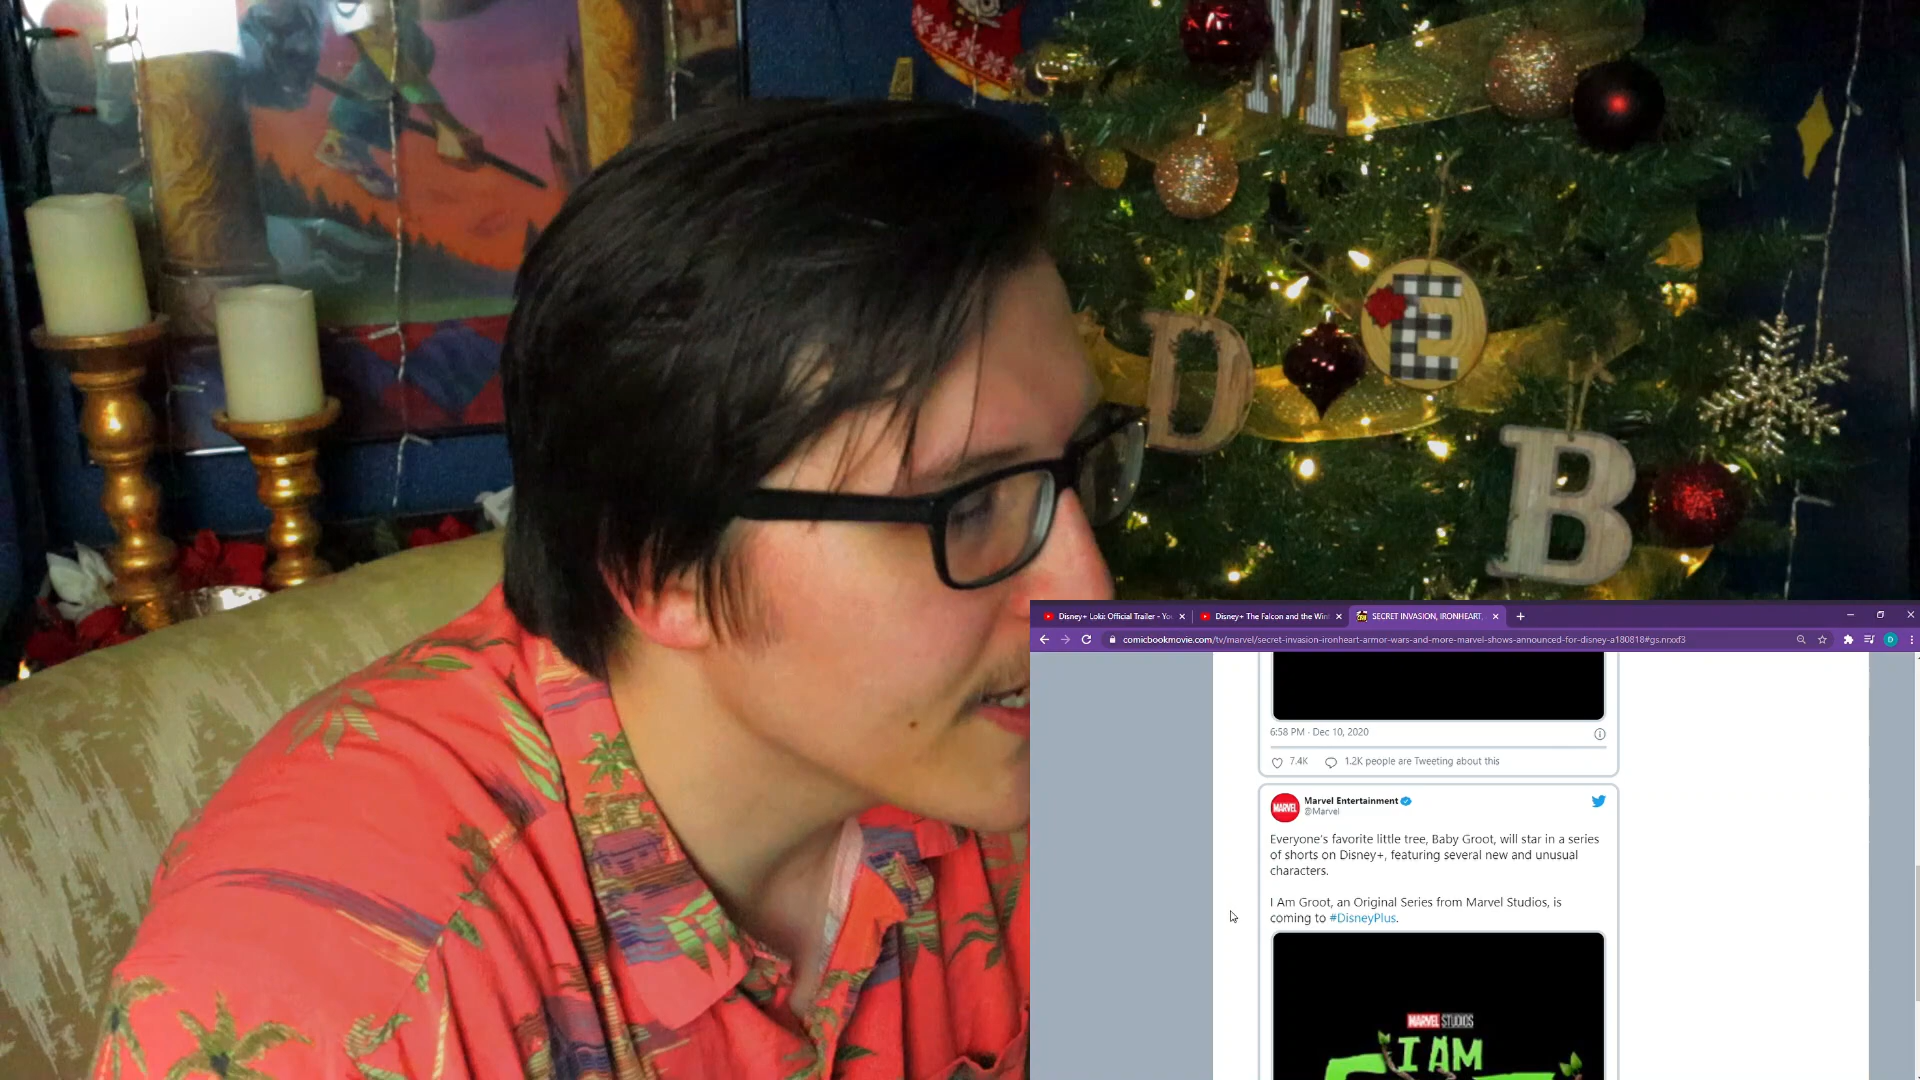 M
D
E
B
Disney+ Loki: Official Trailer - Yo
Disney+ The Falcon and the Wint
SECRET INVASION, IRONHEART,
comicbookmovie.com/tv/marvel/secret-invasion-ironheart-armor-wars-and-more-marvel-shows-announced-for-disney-a180818#gs.nrxxf3
6:58 PM · Dec 10, 2020
7.4K 1.2K people are Tweeting about this
MARVEL
Marvel Entertainment
@Marvel
Everyone's favorite little tree, Baby Groot, will star in a series
of shorts on Disney+, featuring several new and unusual
characters.
I Am Groot, an Original Series from Marvel Studios, is
coming to #DisneyPlus.
MARVEL STUDIOS
I AM